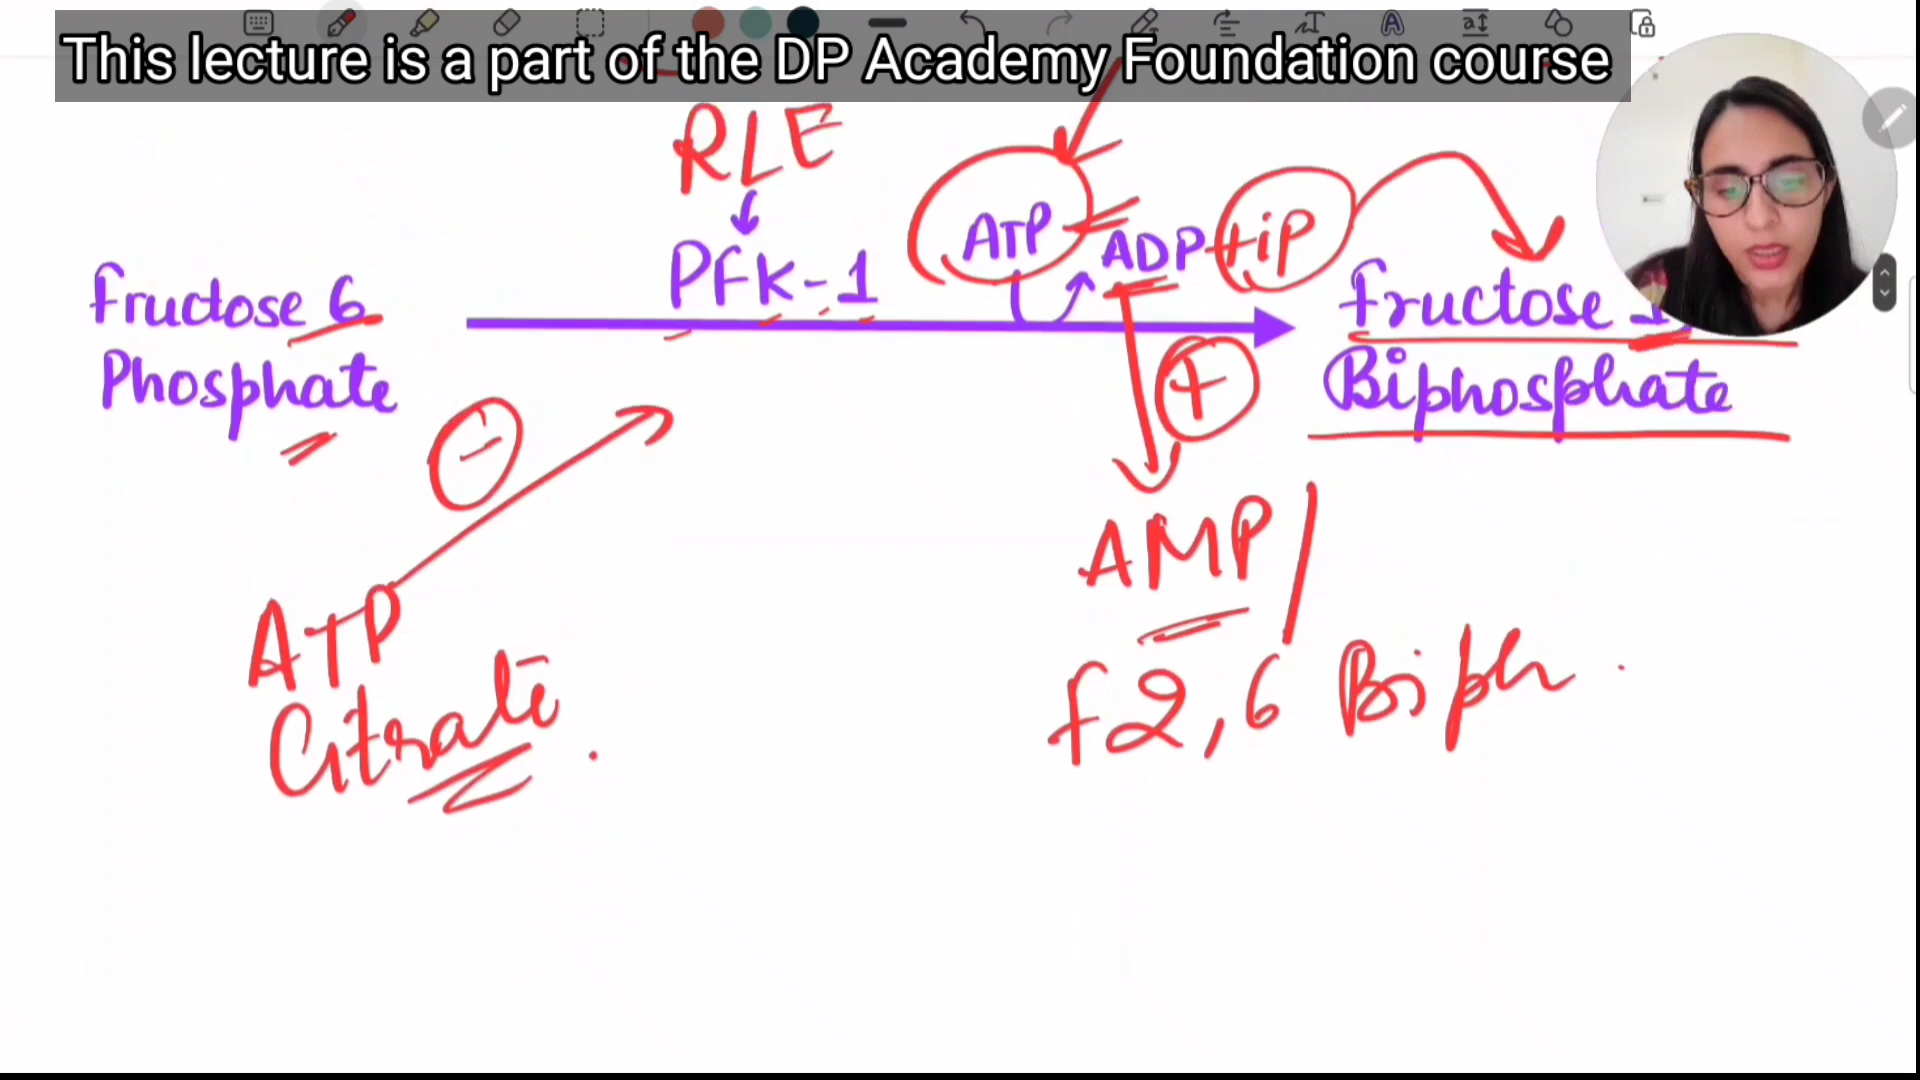 This lecture is a part of the DP Academy Foundation course
RLE
PFK-1
ATP
ADP + iP
Fructose 6
Phosphate
Fructose 1,
Biphosphate
-
+
ATP
Citrate
AMP /
F2,6 Biph